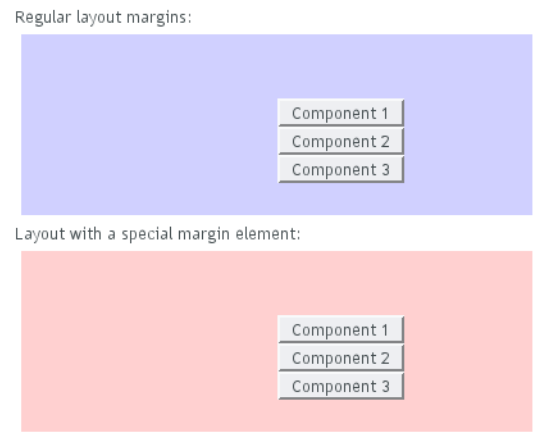 Regular layout margins:
Component 1
Component 2
Component 3
Layout with a special margin element:
Component 1
Component 2
Component 3